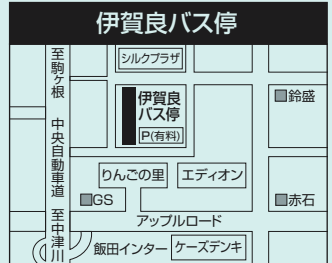 伊賀良バス停
至駒ヶ根
中央自動車道
至中津川
シルクプラザ
伊賀良
バス停
P(有料)
鈴盛
りんごの里
エディオン
GS
赤石
アップルロード
飯田インター
ケーズデンキ